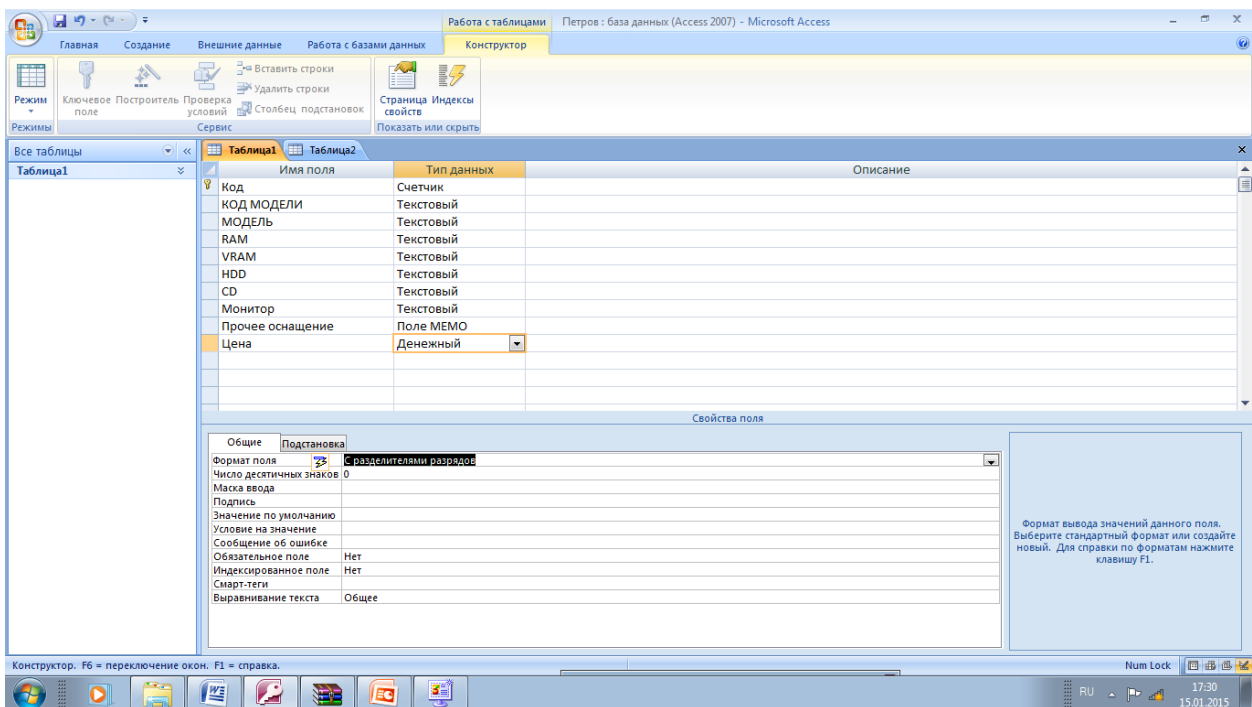 Работа с таблицами Петров : база данных (Access 2007) - Microsoft Access
Главная Создание Внешние данные Работа с базами данных Конструктор
Режим
Ключевое поле
Построитель
Проверка условий
Вставить строки
Удалить строки
Столбец подстановок
Страница свойств
Индексы
Режимы Сервис Показать или скрыть
Все таблицы
Таблица1
Таблица1 Таблица2
Имя поля Тип данных Описание
Код Счетчик
КОД МОДЕЛИ Текстовый
МОДЕЛЬ Текстовый
RAM Текстовый
VRAM Текстовый
HDD Текстовый
CD Текстовый
Монитор Текстовый
Прочее оснащение Поле МЕМО
Цена Денежный
Свойства поля
Общие Подстановка
Формат поля С разделителями разрядов
Число десятичных знаков 0
Маска ввода
Подпись
Значение по умолчанию
Условие на значение
Сообщение об ошибке
Обязательное поле Нет
Индексированное поле Нет
Смарт-теги
Выравнивание текста Общее
Формат вывода значений данного поля.
Выберите стандартный формат или создайте
новый. Для справки по форматам нажмите
клавишу F1.
Конструктор. F6 = переключение окон. F1 = справка. Num Lock
RU 17:30
15.01.2015